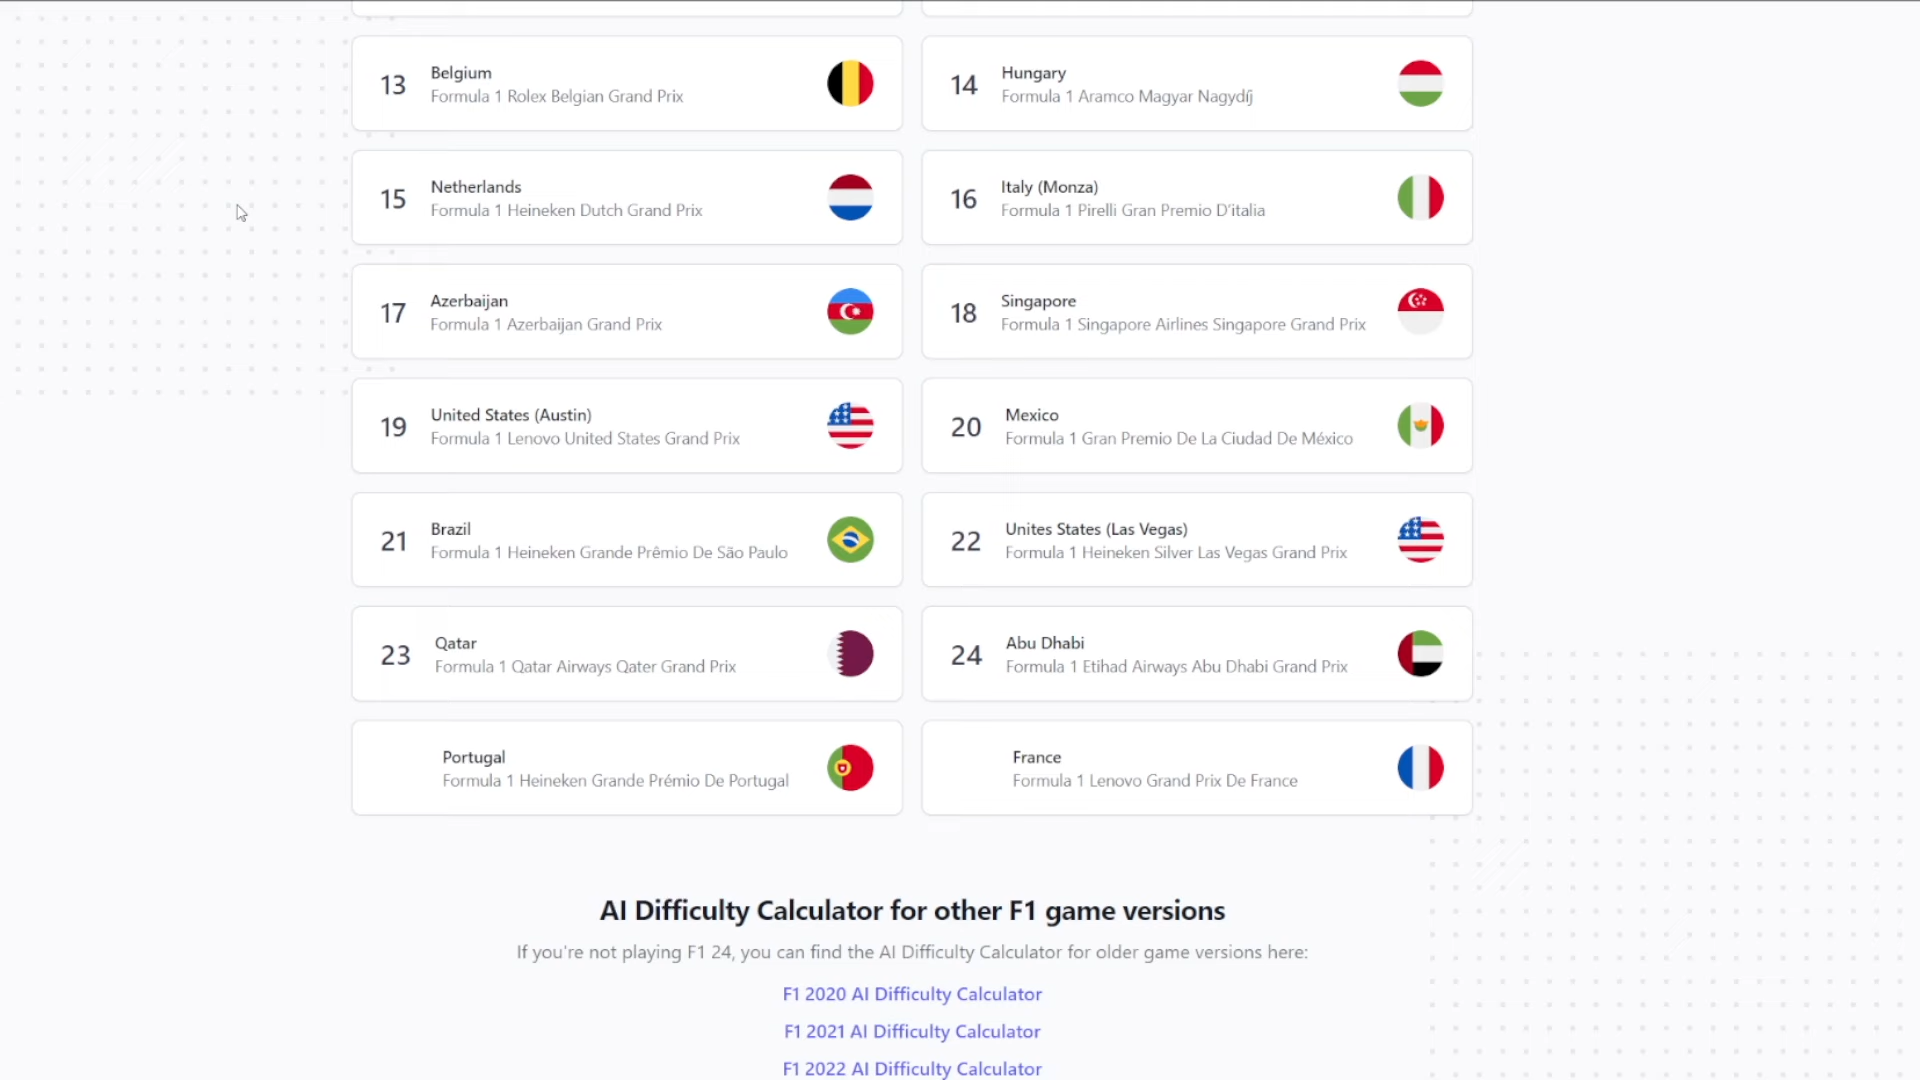 13
Belgium
Formula 1 Rolex Belgian Grand Prix
14
Hungary
Formula 1 Aramco Magyar Nagydíj
15
Netherlands
Formula 1 Heineken Dutch Grand Prix
16
Italy (Monza)
Formula 1 Pirelli Gran Premio D'italia
17
Azerbaijan
Formula 1 Azerbaijan Grand Prix
18
Singapore
Formula 1 Singapore Airlines Singapore Grand Prix
19
United States (Austin)
Formula 1 Lenovo United States Grand Prix
20
Mexico
Formula 1 Gran Premio De La Ciudad De México
21
Brazil
Formula 1 Heineken Grande Prêmio De São Paulo
22
Unites States (Las Vegas)
Formula 1 Heineken Silver Las Vegas Grand Prix
23
Qatar
Formula 1 Qatar Airways Qater Grand Prix
24
Abu Dhabi
Formula 1 Etihad Airways Abu Dhabi Grand Prix
Portugal
Formula 1 Heineken Grande Prémio De Portugal
France
Formula 1 Lenovo Grand Prix De France
AI Difficulty Calculator for other F1 game versions
If you're not playing F1 24, you can find the AI Difficulty Calculator for older game versions here:
F1 2020 AI Difficulty Calculator
F1 2021 AI Difficulty Calculator
F1 2022 AI Difficulty Calculator